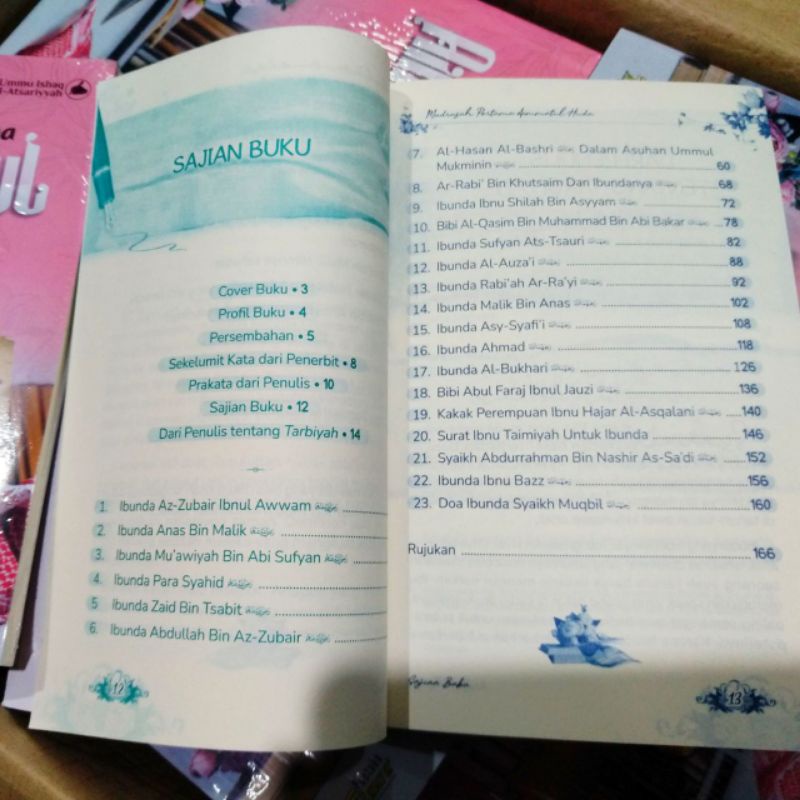 Ummu Ishaq
Al-Atsariyyah
SAJIAN BUKU
Cover Buku • 3
Profil Buku • 4
Persembahan • 5
Sekelumit Kata dari Penerbit • 8
Prakata dari Penulis • 10
Sajian Buku • 12
Dari Penulis tentang Tarbiyah • 14
1. Ibunda Az-Zubair Ibnul Awwam
2. Ibunda Anas Bin Malik
3. Ibunda Mu'awiyah Bin Abi Sufyan
4. Ibunda Para Syahid
5 Ibunda Zaid Bin Tsabit
6. Ibunda Abdullah Bin Az-Zubair
12
Madrasah Pertama Ammatul Huda
7. Al-Hasan Al-Bashri Dalam Asuhan Ummul
Mukminin 60
8. Ar-Rabi' Bin Khutsaim Dan Ibundanya 68
9. Ibunda Ibnu Shilah Bin Asyyam 72
10. Bibi Al-Qasim Bin Muhammad Bin Abi Bakar 78
11. Ibunda Sufyan Ats-Tsauri 82
12. Ibunda Al-Auza'i 88
13. Ibunda Rabi'ah Ar-Ra'yi 92
14. Ibunda Malik Bin Anas 102
15. Ibunda Asy-Syafi'i 108
16. Ibunda Ahmad 118
17. Ibunda Al-Bukhari 126
18. Bibi Abul Faraj Ibnul Jauzi 136
19. Kakak Perempuan Ibnu Hajar Al-Asqalani 140
20. Surat Ibnu Taimiyah Untuk Ibunda 146
21. Syaikh Abdurrahman Bin Nashir As-Sa'di 152
22. Ibunda Ibnu Bazz 156
23. Doa Ibunda Syaikh Muqbil 160
Rujukan 166
Sajian Buku
13